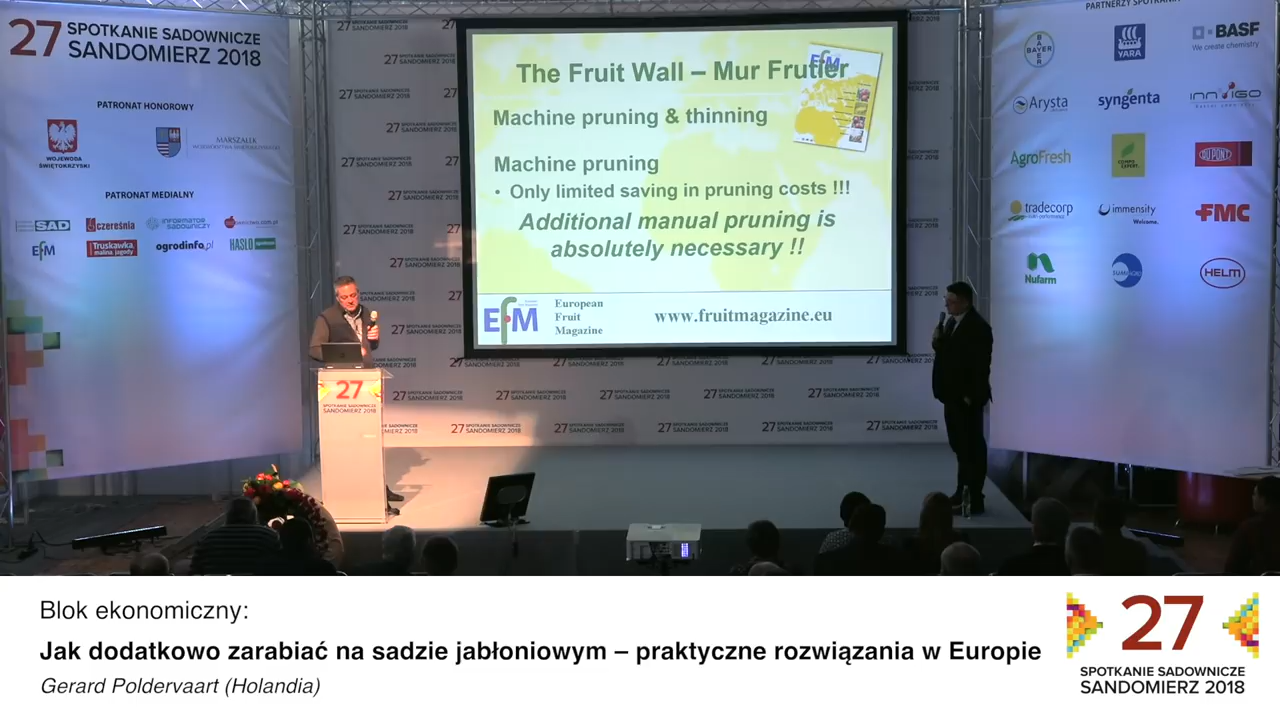 27 SPOTKANIE SADOWNICZE
SANDOMIERZ 2018
PATRONAT HONOROWY
WOJEWODA
ŚWIĘTOKRZYSKI
MARSZAŁEK
PATRONAT MEDIALNY
SAD
czereśnia
INFORMATOR
SADOWNICZY
EFM
Truskawka
malina jagody
ogrodinfo.pl
HASŁO
The Fruit Wall – Mur Frutier
EFM
Machine pruning & thinning
Machine pruning
• Only limited saving in pruning costs !!!
Additional manual pruning is
absolutely necessary !!
EFM
European
Fruit
Magazine
www.fruitmagazine.eu
PARTNERZY SPOTKANIA
BAYER
YARA
BASF
We create chemistry
Arysta
syngenta
INNVIGO
AgroFresh
COMPO
EXPERT
DUPONT
tradecorp
immensity
Welcome.
FMC
Nufarm
HELM
27
SPOTKANIE SADOWNICZE
SANDOMIERZ 2018
Blok ekonomiczny:
Jak dodatkowo zarabiać na sadzie jabłoniowym – praktyczne rozwiązania w Europie
Gerard Poldervaart (Holandia)
27
SPOTKANIE SADOWNICZE
SANDOMIERZ 2018